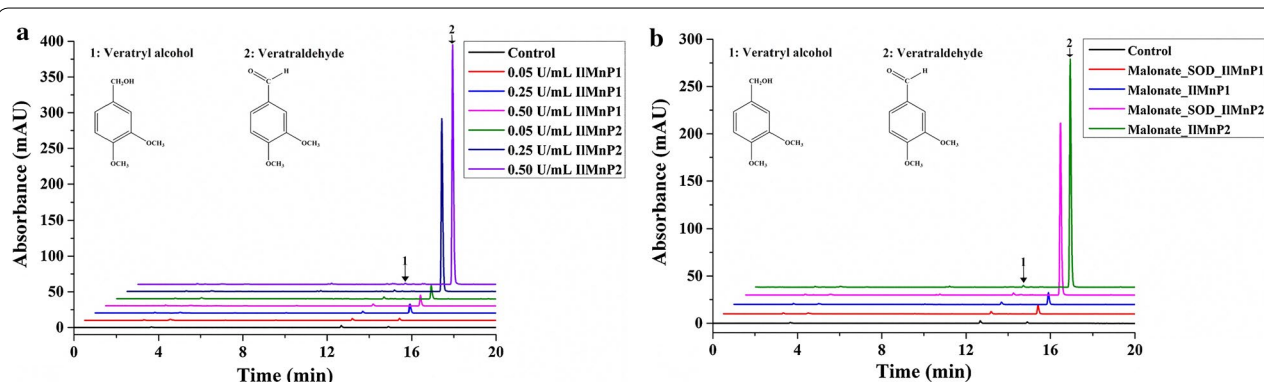 a
1: Veratryl alcohol
2: Veratraldehyde
CH₂OH
OCH₃
OCH₃
O
H
OCH₃
OCH₃
2
1
Control
0.05 U/mL IlMnP1
0.25 U/mL IlMnP1
0.50 U/mL IlMnP1
0.05 U/mL IlMnP2
0.25 U/mL IlMnP2
0.50 U/mL IlMnP2
Absorbance (mAU)
400
350
300
250
200
150
100
50
0
0
4
8
12
16
20
Time (min)
b
1: Veratryl alcohol
2: Veratraldehyde
CH₂OH
OCH₃
OCH₃
O
H
OCH₃
OCH₃
2
1
Control
Malonate_SOD_IlMnP1
Malonate_IlMnP1
Malonate_SOD_IlMnP2
Malonate_IlMnP2
Absorbance (mAU)
300
250
200
150
100
50
0
0
4
8
12
16
20
Time (min)